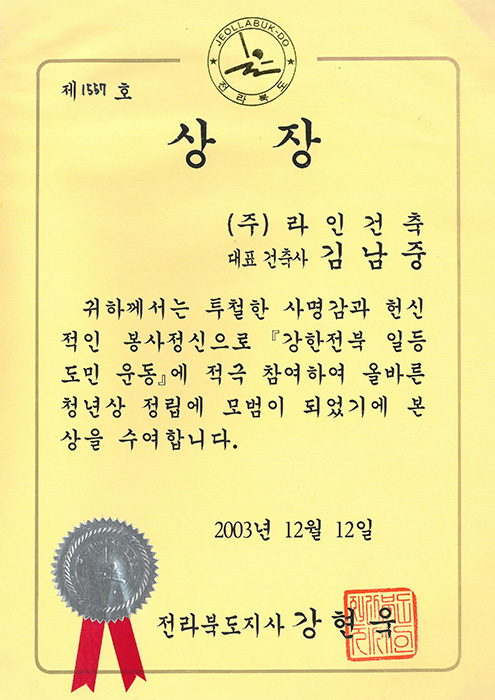 JEOLLABUK-DO
전라북도
제 1557 호
상 장
(주) 라인건축
대표 건축사 김남중
귀하께서는 투철한 사명감과 헌신
적인 봉사정신으로 『강한전북 일등
도민 운동』에 적극 참여하여 올바른
청년상 정립에 모범이 되었기에 본
상을 수여합니다.
2003년 12월 12일
전라북도지사 강현욱